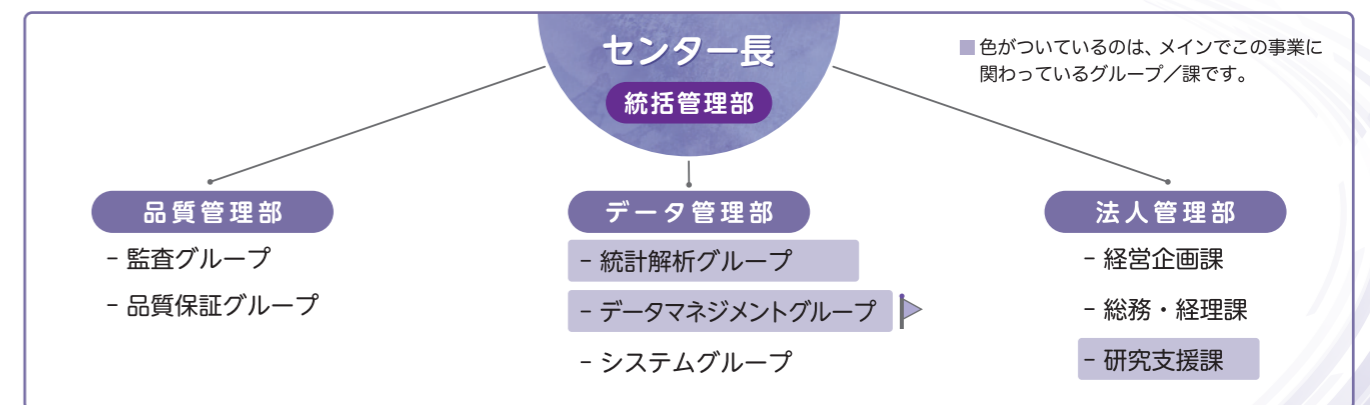 センター長
統括管理部
色がついているのは、メインでこの事業に
関わっているグループ／課です。
品質管理部
- 監査グループ
- 品質保証グループ
データ管理部
- 統計解析グループ
- データマネジメントグループ
- システムグループ
法人管理部
- 経営企画課
- 総務・経理課
- 研究支援課